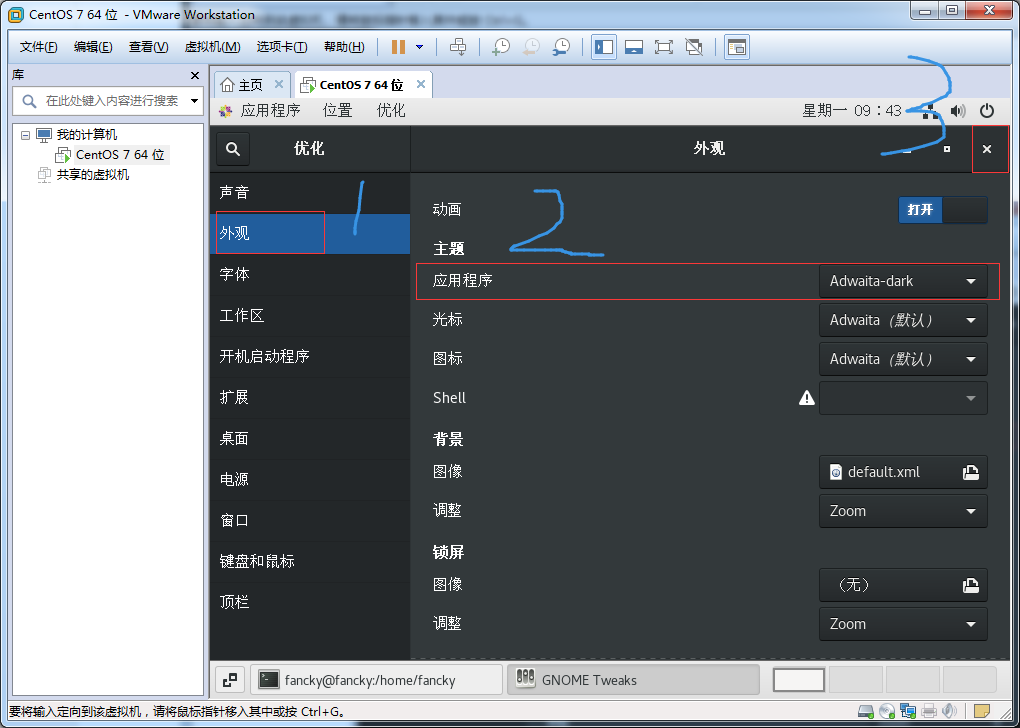 CentOS 7 64 位 - VMware Workstation
文件(F) 编辑(E) 查看(V) 虚拟机(M) 选项卡(T) 帮助(H)
库
在此处键入内容进行搜索
我的计算机
CentOS 7 64 位
共享的虚拟机
主页 CentOS 7 64 位
应用程序 位置 优化 星期一 09：43
3
优化 外观
声音
外观
字体
工作区
开机启动程序
扩展
桌面
电源
窗口
键盘和鼠标
顶栏
1
2
动画 打开
主题
应用程序 Adwaita-dark
光标 Adwaita（默认）
图标 Adwaita（默认）
Shell
背景
图像 default.xml
调整 Zoom
锁屏
图像 （无）
调整 Zoom
fancky@fancky:/home/fancky GNOME Tweaks
要将输入定向到该虚拟机，请将鼠标指针移入其中或按 Ctrl+G。